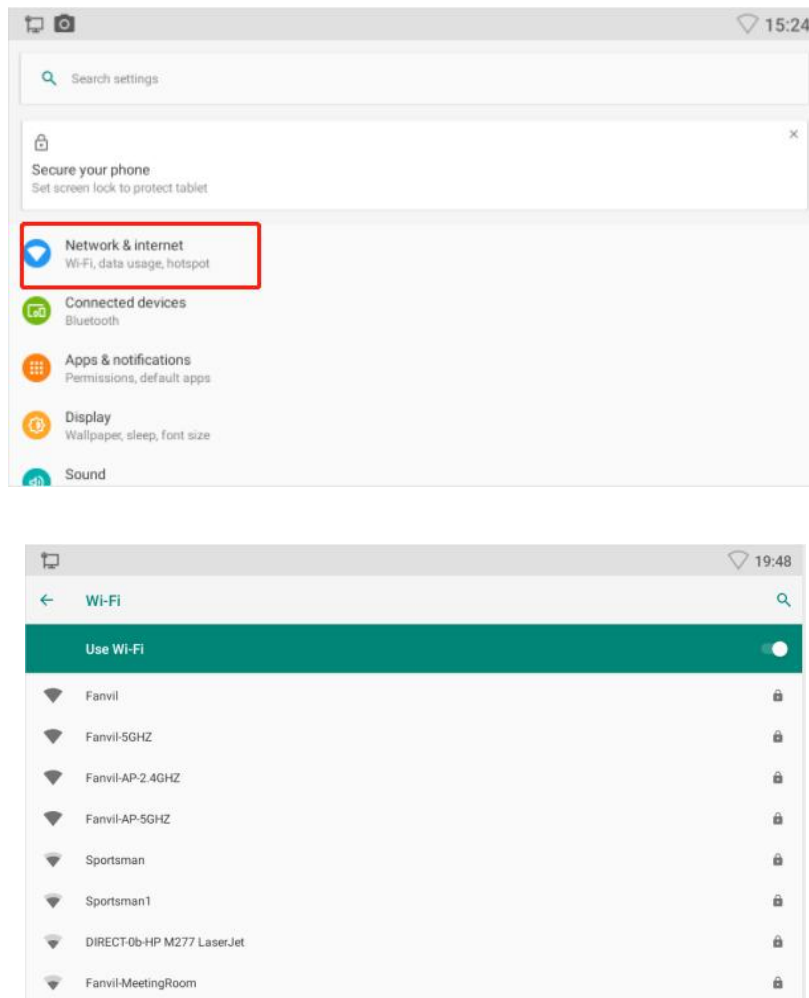 15:24
Search settings
Secure your phone
Set screen lock to protect tablet
Network & internet
Wi-Fi, data usage, hotspot
Connected devices
Bluetooth
Apps & notifications
Permissions, default apps
Display
Wallpaper, sleep, font size
Sound
19:48
Wi-Fi
Use Wi-Fi
Fanvil
Fanvil-5GHZ
Fanvil-AP-2.4GHZ
Fanvil-AP-5GHZ
Sportsman
Sportsman1
DIRECT-0b-HP M277 LaserJet
Fanvil-MeetingRoom